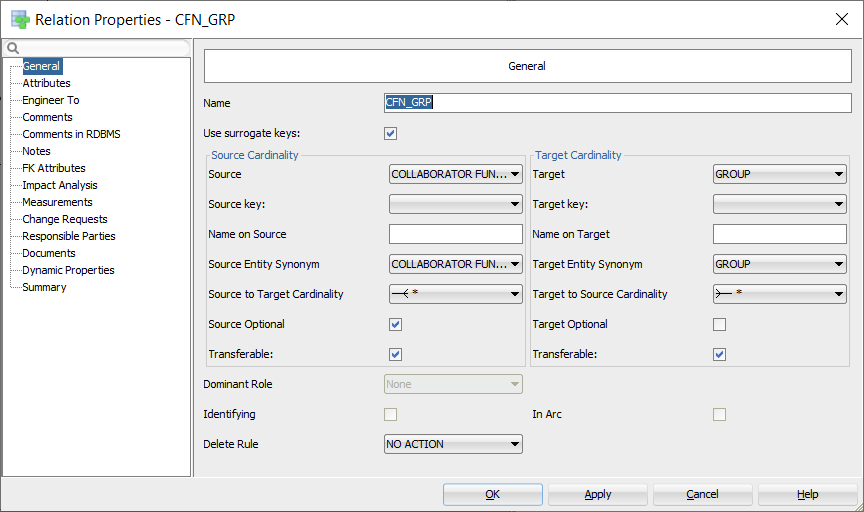 Relation Properties - CFN_GRP
General
Attributes
Engineer To
Comments
Comments in RDBMS
Notes
FK Attributes
Impact Analysis
Measurements
Change Requests
Responsible Parties
Documents
Dynamic Properties
Summary
General
Name CFN_GRP
Use surrogate keys:
Source Cardinality Target Cardinality
Source COLLABORATOR FUN... Target GROUP
Source key: Target key:
Name on Source Name on Target
Source Entity Synonym COLLABORATOR FUN... Target Entity Synonym GROUP
Source to Target Cardinality * Target to Source Cardinality *
Source Optional Target Optional
Transferable: Transferable:
Dominant Role None
Identifying In Arc
Delete Rule NO ACTION
OK Apply Cancel Help